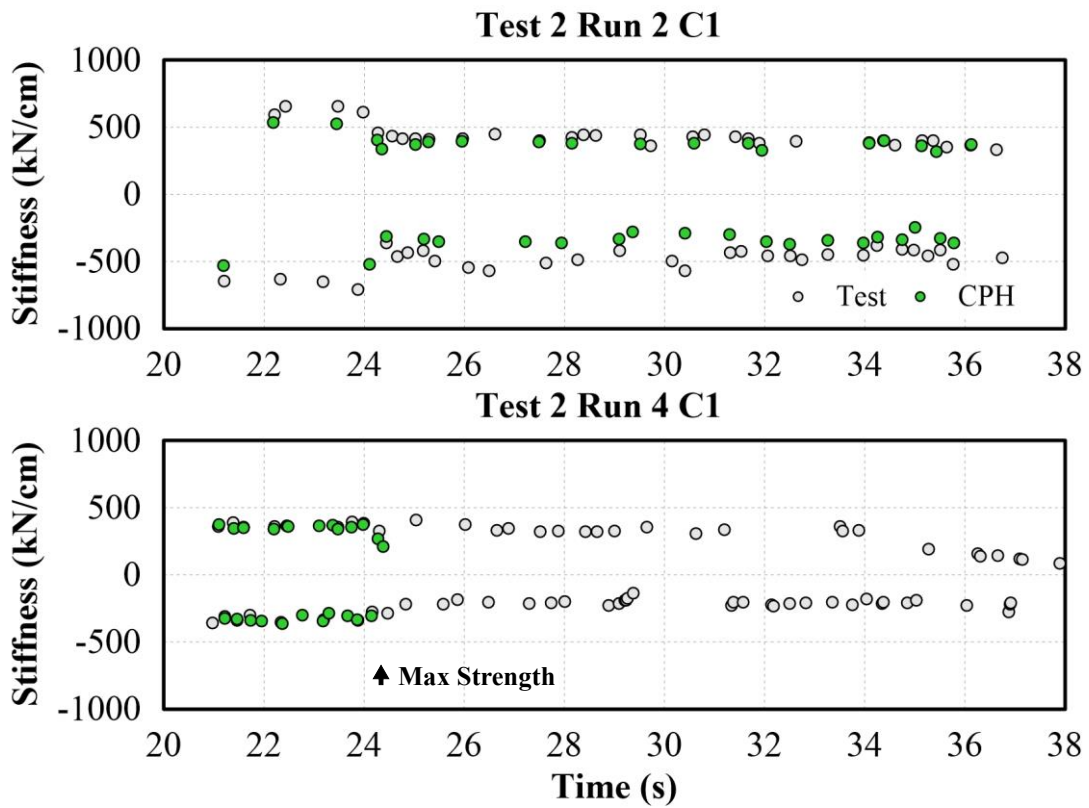 Test 2 Run 2 C1
Stiffness (kN/cm)
1000
500
0
-500
-1000
Test CPH
20 22 24 26 28 30 32 34 36 38
Test 2 Run 4 C1
Stiffness (kN/cm)
1000
500
0
-500
-1000
Max Strength
20 22 24 26 28 30 32 34 36 38
Time (s)